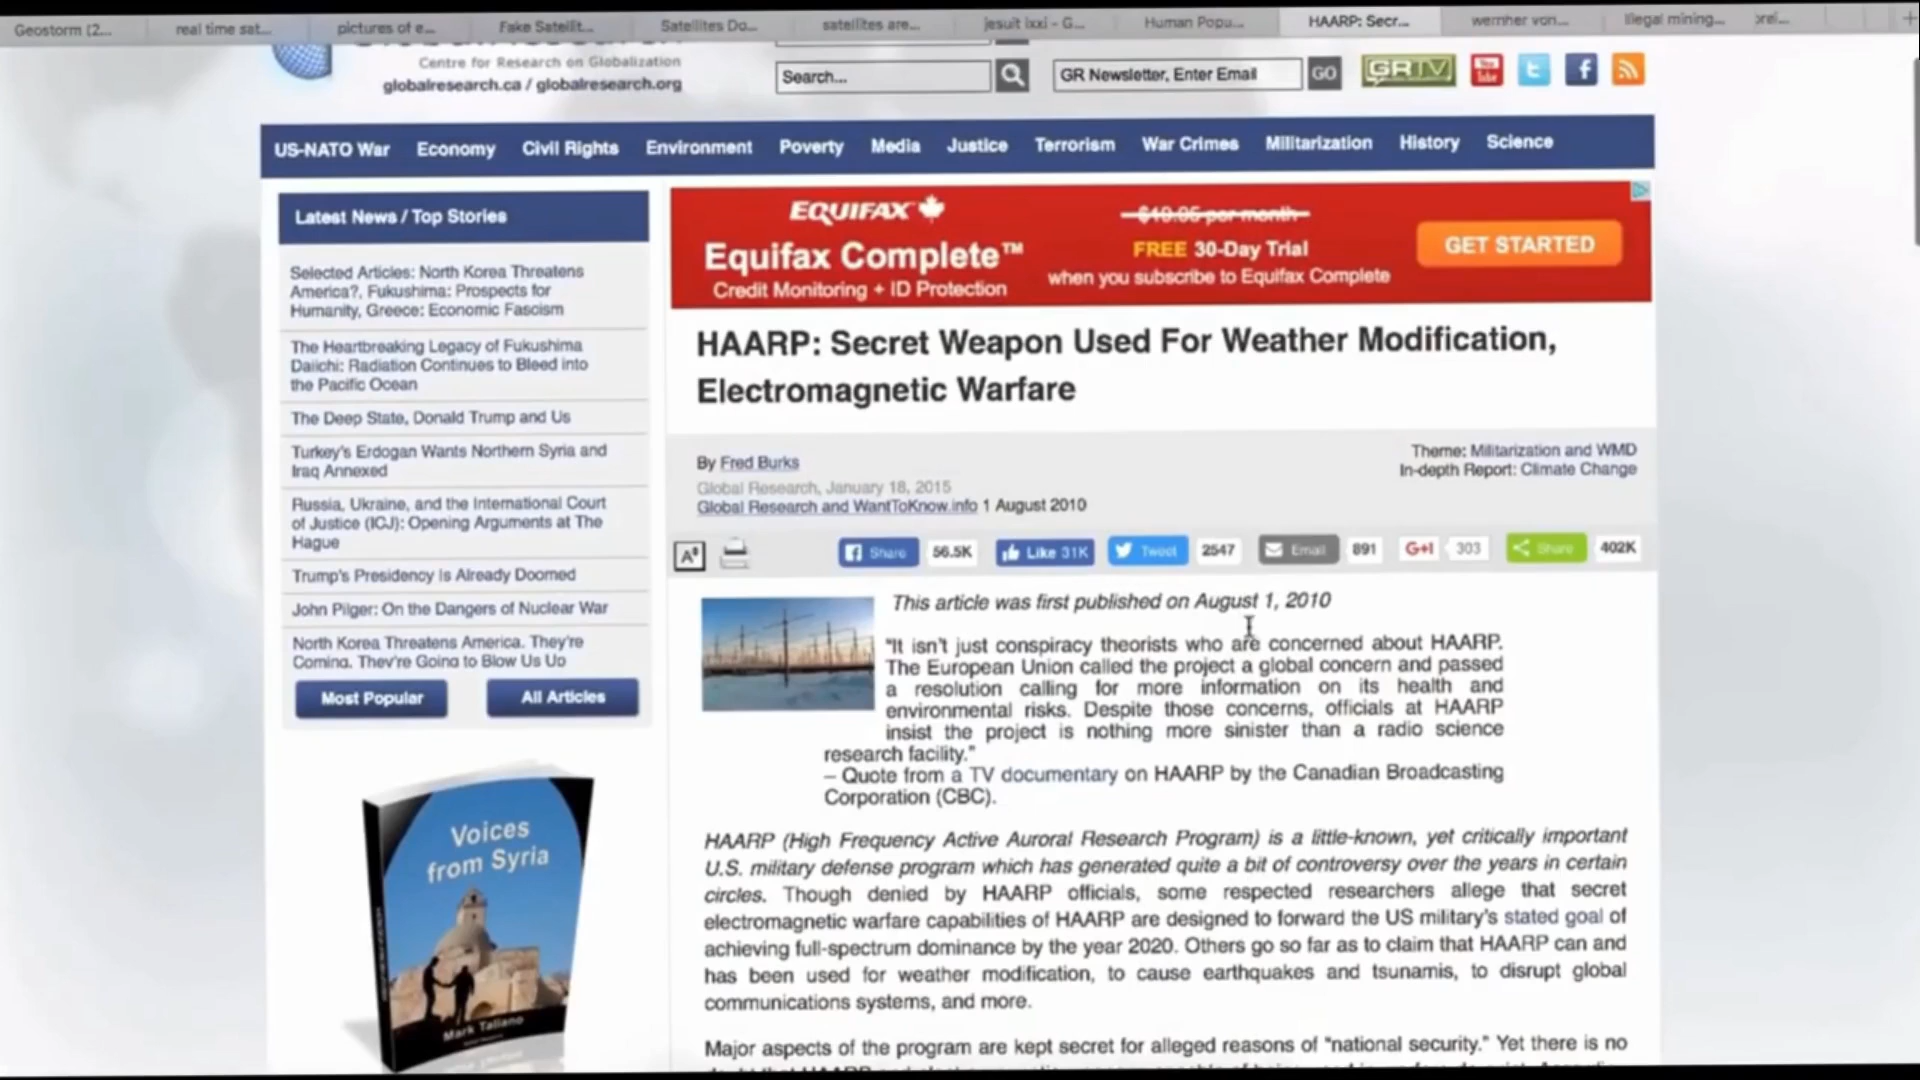 Geostorm (2...
real time sat...
pictures of e...
Fake Satellit...
Satellites Do...
satellites are...
jesuit ixxi - G...
Human Popu...
HAARP: Secr...
wernher von...
Illegal mining...
Centre for Research on Globalization
globalresearch.ca / globalresearch.org
Search...
GR Newsletter, Enter Email
GO
GRTV
You Tube
US-NATO War Economy Civil Rights Environment Poverty Media Justice Terrorism War Crimes Militarization History Science
Latest News / Top Stories
Selected Articles: North Korea Threatens
America?, Fukushima: Prospects for
Humanity, Greece: Economic Fascism
The Heartbreaking Legacy of Fukushima
Daiichi: Radiation Continues to Bleed into
the Pacific Ocean
The Deep State, Donald Trump and Us
Turkey's Erdogan Wants Northern Syria and
Iraq Annexed
Russia, Ukraine, and the International Court
of Justice (ICJ): Opening Arguments at The
Hague
Trump's Presidency Is Already Doomed
John Pilger: On the Dangers of Nuclear War
North Korea Threatens America. They're
Coming. They're Going to Blow Us Up
Most Popular
All Articles
Voices
from Syria
Mark Taliano
EQUIFAX
Equifax Complete™
Credit Monitoring + ID Protection
$19.95 per month
FREE 30-Day Trial
when you subscribe to Equifax Complete
GET STARTED
HAARP: Secret Weapon Used For Weather Modification,
Electromagnetic Warfare
By Fred Burks
Global Research, January 18, 2015
Global Research and WantToKnow.info 1 August 2010
Theme: Militarization and WMD
In-depth Report: Climate Change
Share 56.5K Like 31K Tweet 2547 Email 891 G+1 303 Share 402K
This article was first published on August 1, 2010
"It isn't just conspiracy theorists who are concerned about HAARP.
The European Union called the project a global concern and passed
a resolution calling for more information on its health and
environmental risks. Despite those concerns, officials at HAARP
insist the project is nothing more sinister than a radio science
research facility."
– Quote from a TV documentary on HAARP by the Canadian Broadcasting
Corporation (CBC).
HAARP (High Frequency Active Auroral Research Program) is a little-known, yet critically important
U.S. military defense program which has generated quite a bit of controversy over the years in certain
circles. Though denied by HAARP officials, some respected researchers allege that secret
electromagnetic warfare capabilities of HAARP are designed to forward the US military's stated goal of
achieving full-spectrum dominance by the year 2020. Others go so far as to claim that HAARP can and
has been used for weather modification, to cause earthquakes and tsunamis, to disrupt global
communications systems, and more.
Major aspects of the program are kept secret for alleged reasons of "national security." Yet there is no